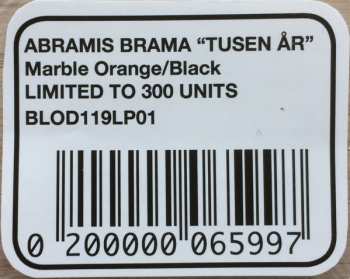 ABRAMIS BRAMA “TUSEN ÅR”
Marble Orange/Black
LIMITED TO 300 UNITS
BLOD119LP01
0 200000 065997